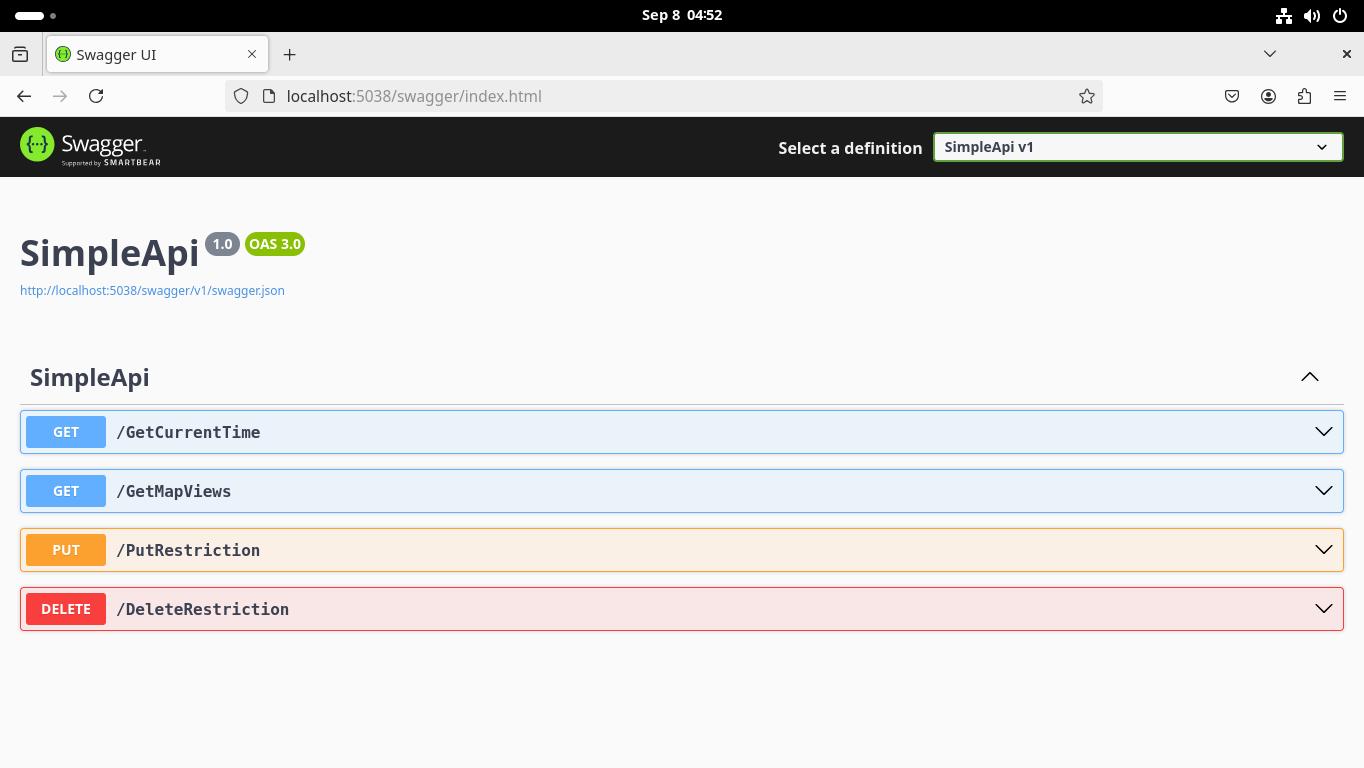 Sep 8 04:52
Swagger UI
localhost:5038/swagger/index.html
Swagger
Supported by SMARTBEAR
Select a definition
SimpleApi v1
SimpleApi 1.0 OAS 3.0
http://localhost:5038/swagger/v1/swagger.json
SimpleApi
GET /GetCurrentTime
GET /GetMapViews
PUT /PutRestriction
DELETE /DeleteRestriction